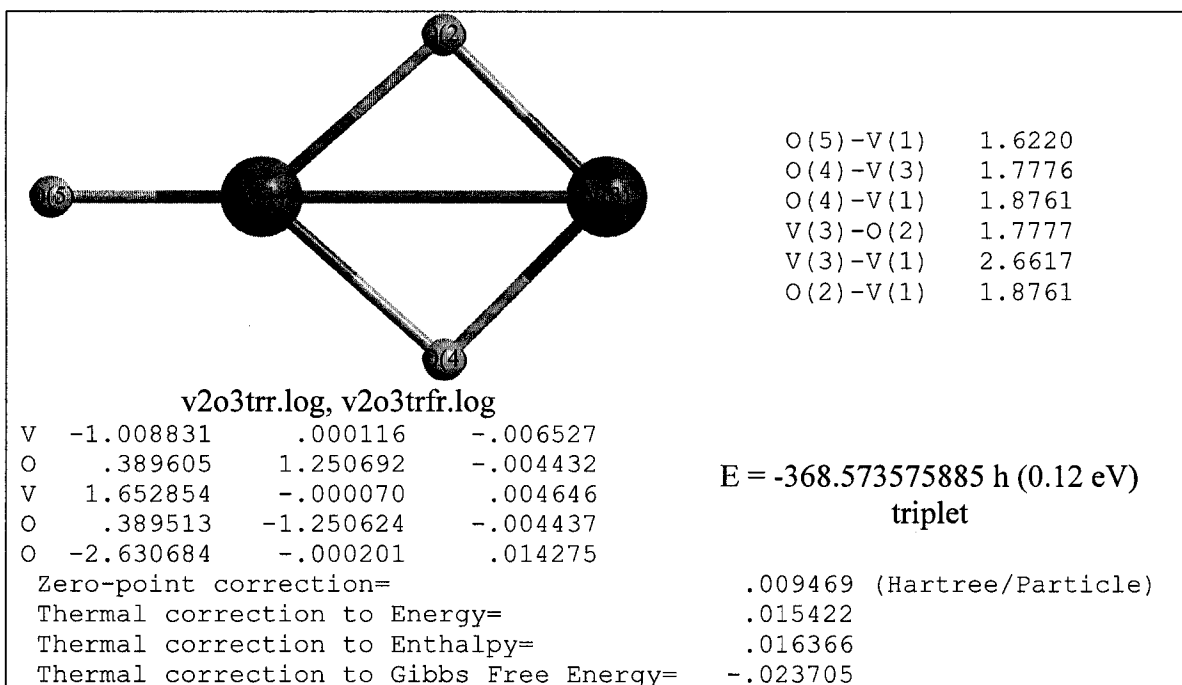 O(2
O(5
O(4
O(5)-V(1) 1.6220
O(4)-V(3) 1.7776
O(4)-V(1) 1.8761
V(3)-O(2) 1.7777
V(3)-V(1) 2.6617
O(2)-V(1) 1.8761
v2o3trr.log, v2o3trfr.log
V -1.008831 .000116 -.006527
O .389605 1.250692 -.004432
V 1.652854 -.000070 .004646
O .389513 -1.250624 -.004437
O -2.630684 -.000201 .014275
E = -368.573575885 h (0.12 eV)
triplet
Zero-point correction= .009469 (Hartree/Particle)
Thermal correction to Energy= .015422
Thermal correction to Enthalpy= .016366
Thermal correction to Gibbs Free Energy= -.023705